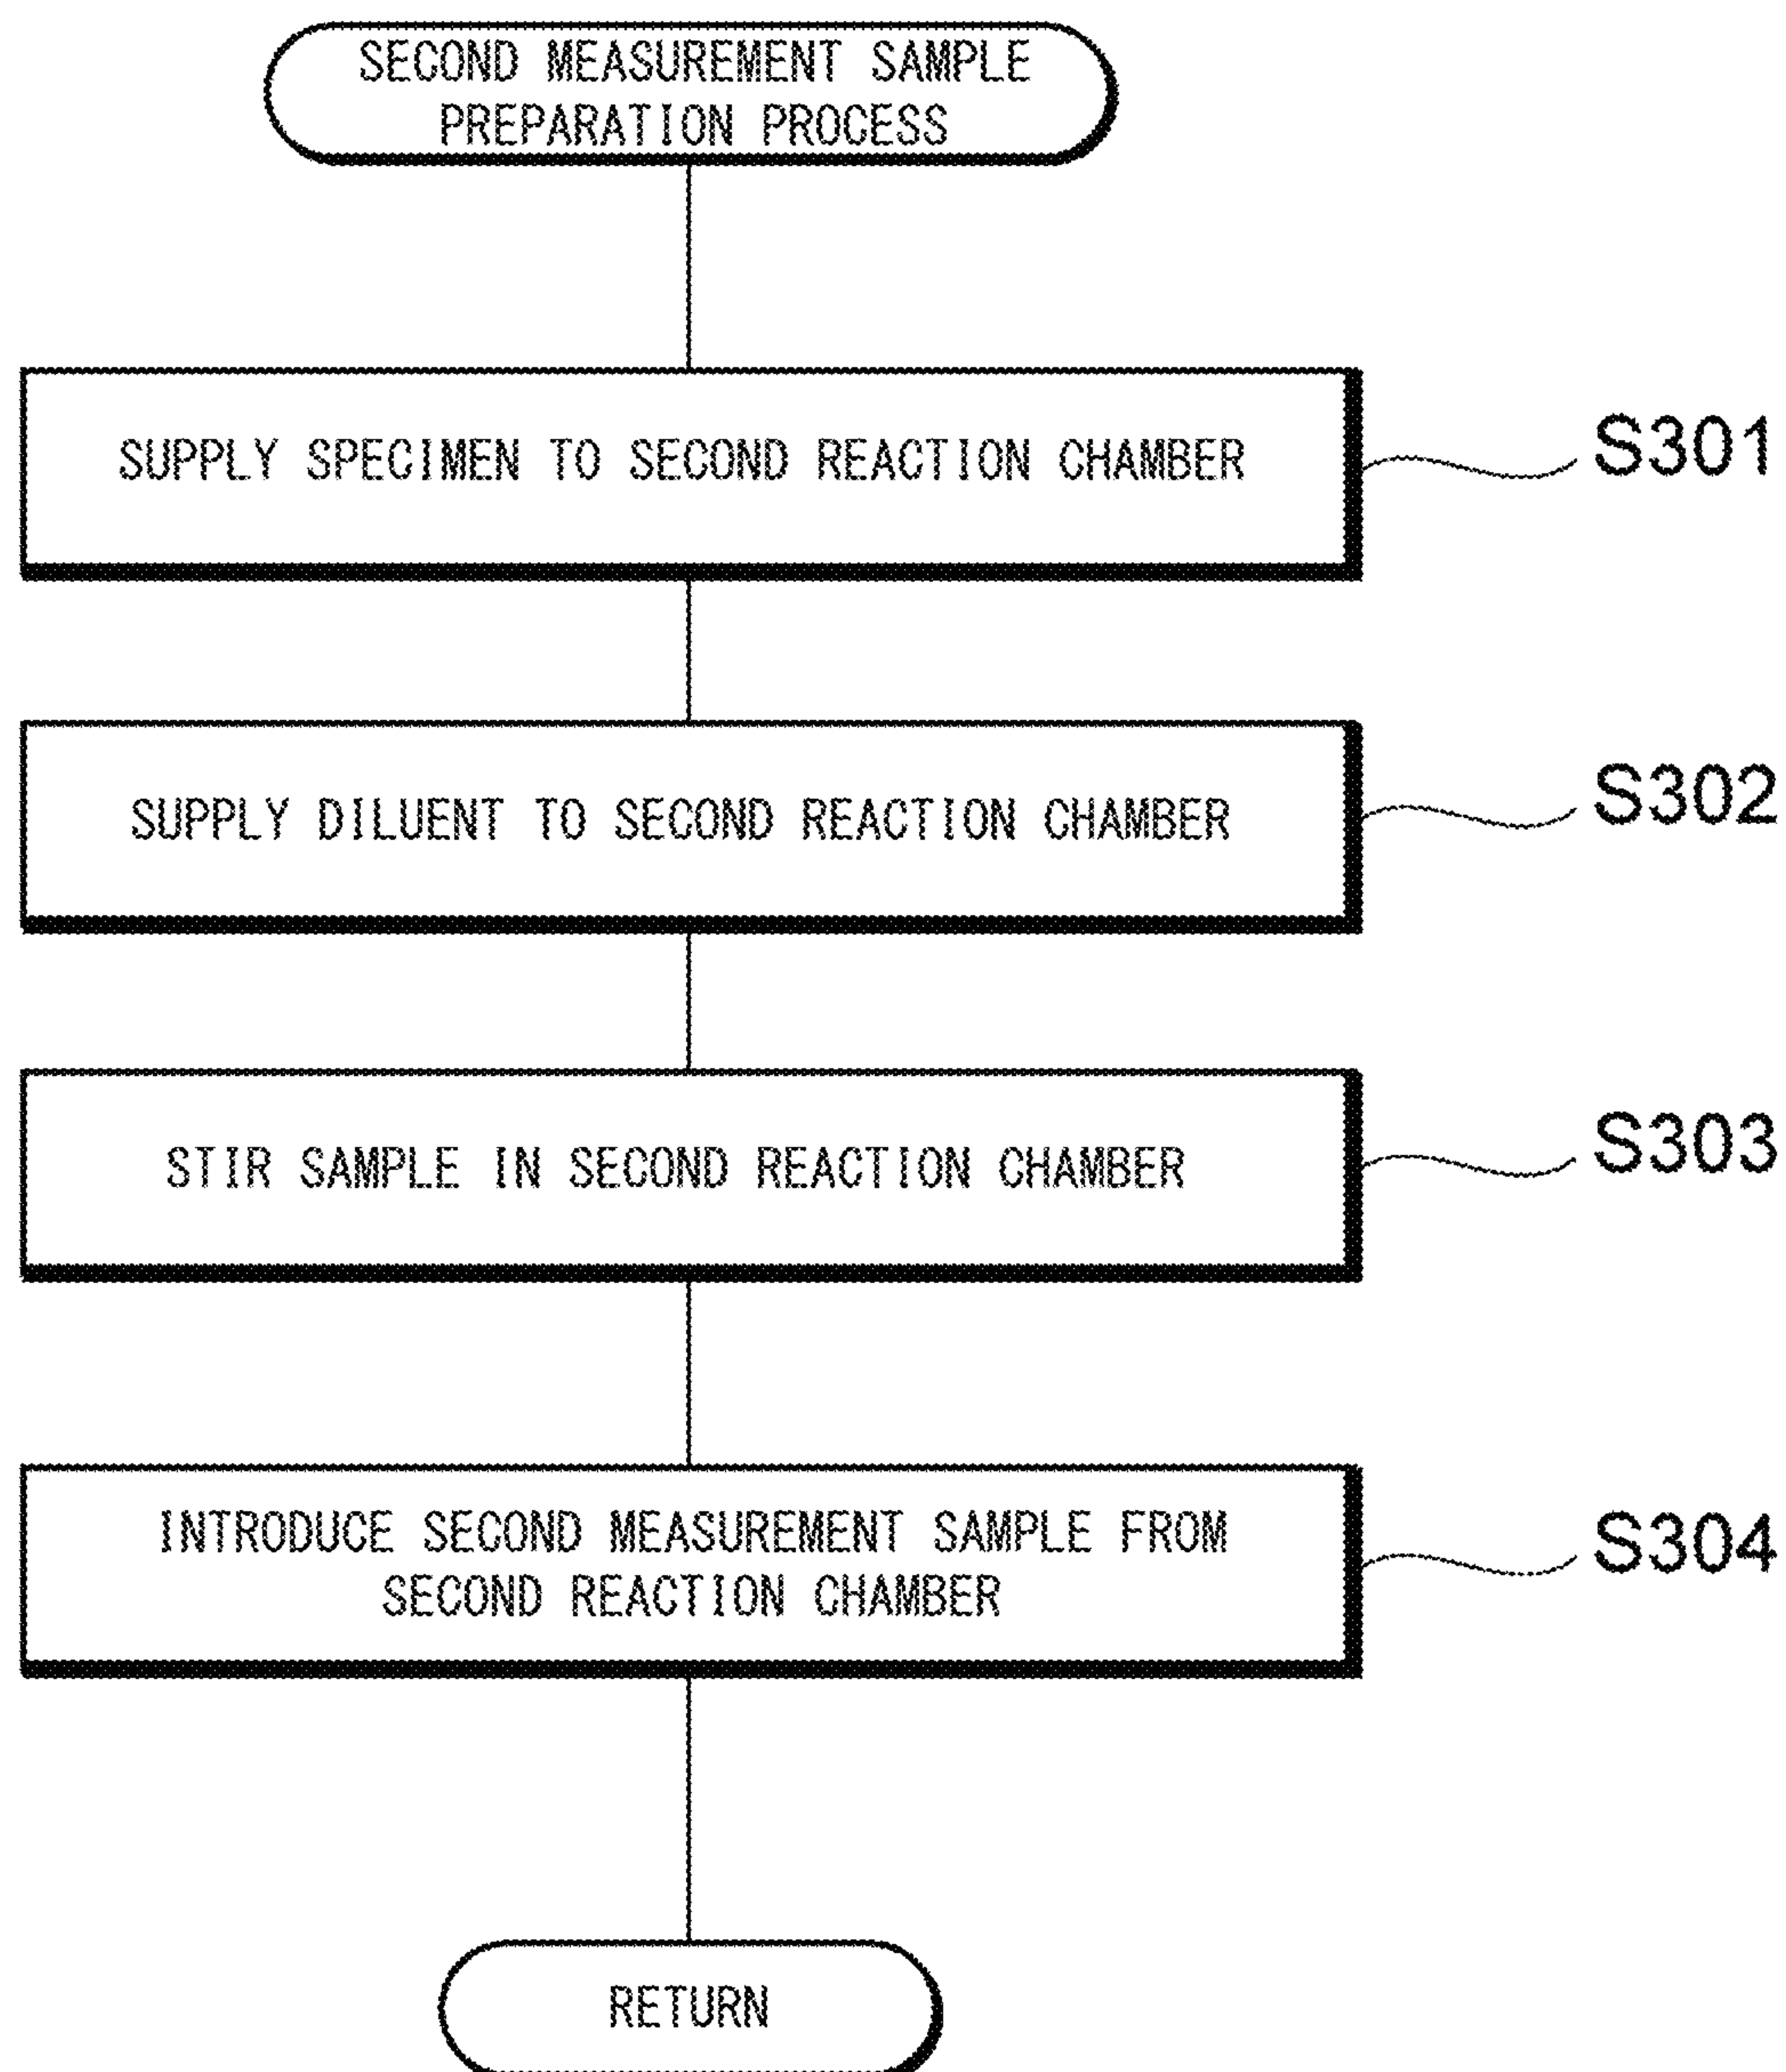 SECOND MEASUREMENT SAMPLE
PREPARATION PROCESS
SUPPLY SPECIMEN TO SECOND REACTION CHAMBER
S301
SUPPLY DILUENT TO SECOND REACTION CHAMBER
S302
STIR SAMPLE IN SECOND REACTION CHAMBER
S303
INTRODUCE SECOND MEASUREMENT SAMPLE FROM
SECOND REACTION CHAMBER
S304
RETURN